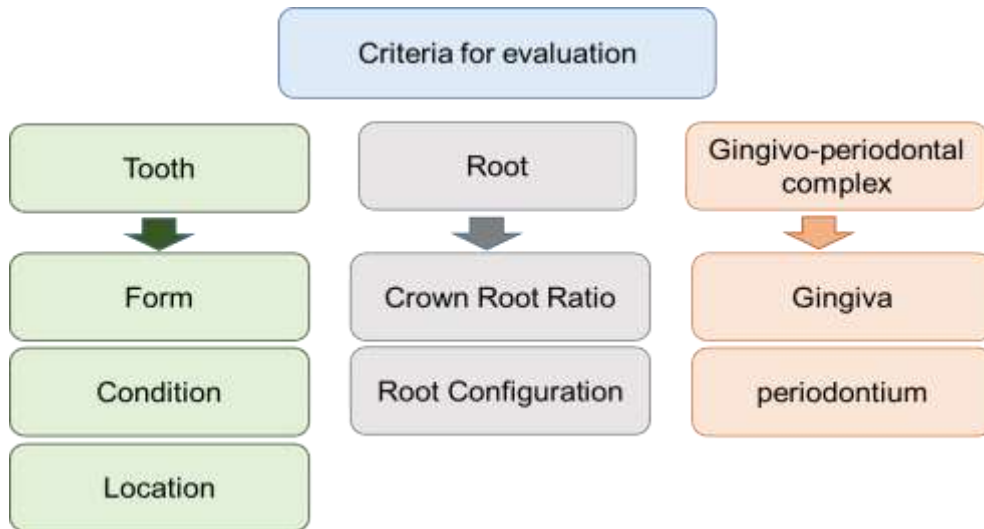 Criteria for evaluation
Tooth
Form
Condition
Location
Root
Crown Root Ratio
Root Configuration
Gingivo-periodontal
complex
Gingiva
periodontium